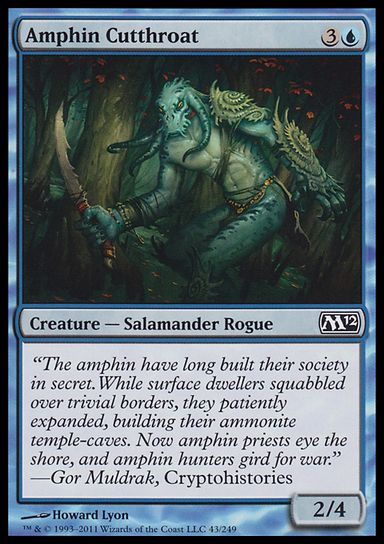 Amphin Cutthroat 3
Creature — Salamander Rogue M12
“The amphin have long built their society
in secret. While surface dwellers squabbled
over trivial borders, they patiently
expanded, building their ammonite
temple-caves. Now amphin priests eye the
shore, and amphin hunters gird for war.”
—Gor Muldrak, Cryptohistories
2/4
Howard Lyon
™ & © 1993–2011 Wizards of the Coast LLC 43/249